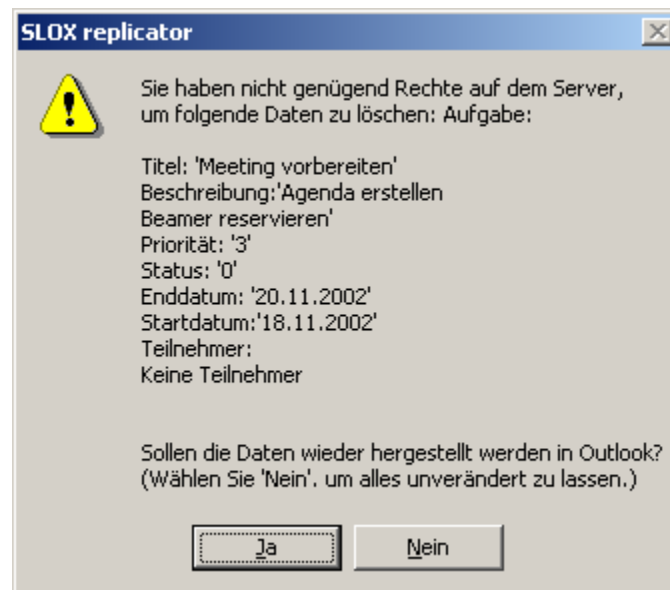 SLOX replicator
Sie haben nicht genügend Rechte auf dem Server,
um folgende Daten zu löschen: Aufgabe:
Titel: 'Meeting vorbereiten'
Beschreibung:'Agenda erstellen
Beamer reservieren'
Priorität: '3'
Status: '0'
Enddatum: '20.11.2002'
Startdatum:'18.11.2002'
Teilnehmer:
Keine Teilnehmer
Sollen die Daten wieder hergestellt werden in Outlook?
(Wählen Sie 'Nein'. um alles unverändert zu lassen.)
Ja
Nein